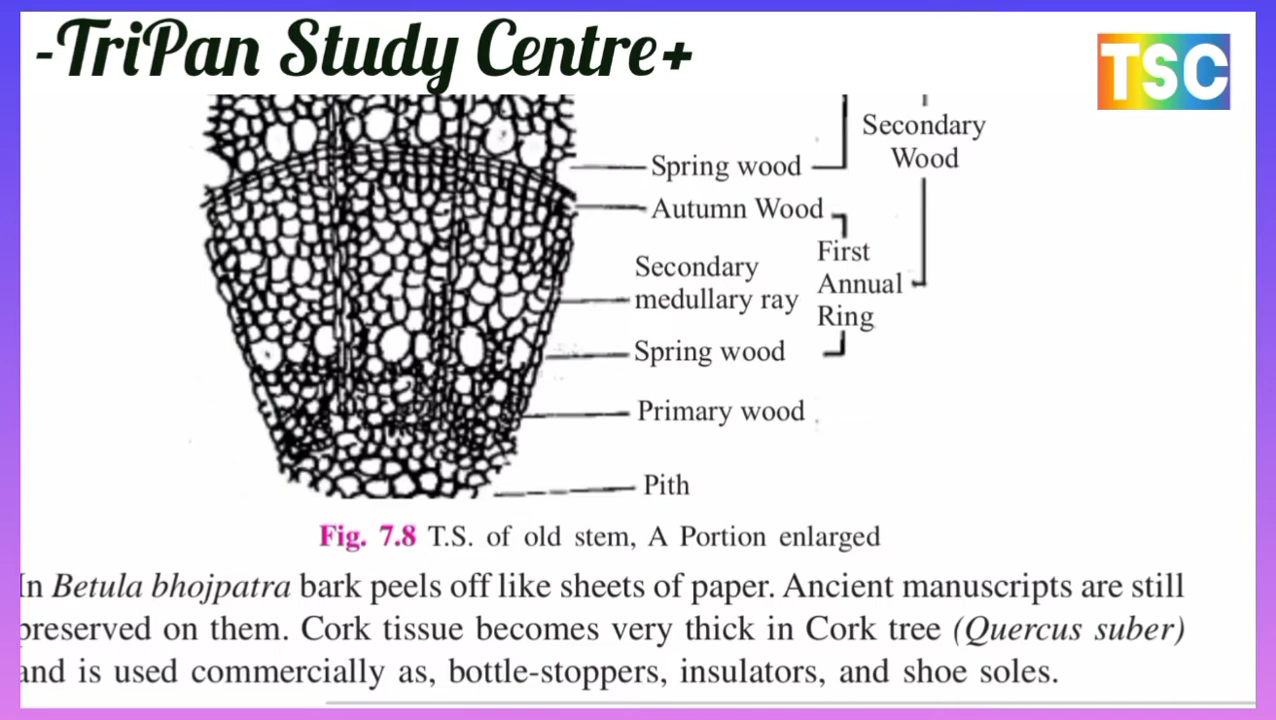 -TriPan Study Centre+
TSC
Secondary
Wood
Spring wood
Autumn Wood
First
Annual
Ring
Secondary
medullary ray
Spring wood
Primary wood
Pith
Fig. 7.8 T.S. of old stem, A Portion enlarged
In Betula bhojpatra bark peels off like sheets of paper. Ancient manuscripts are still
preserved on them. Cork tissue becomes very thick in Cork tree (Quercus suber)
and is used commercially as, bottle-stoppers, insulators, and shoe soles.